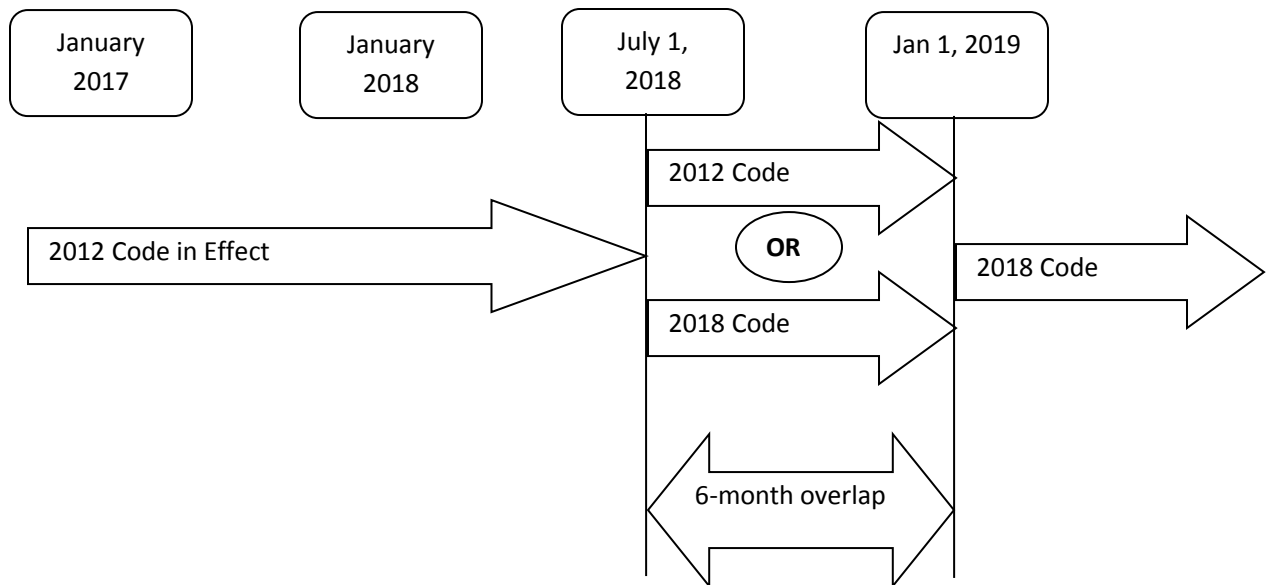 January
2017
January
2018
July 1,
2018
Jan 1, 2019
2012 Code
2012 Code in Effect
OR
2018 Code
2018 Code
6-month overlap